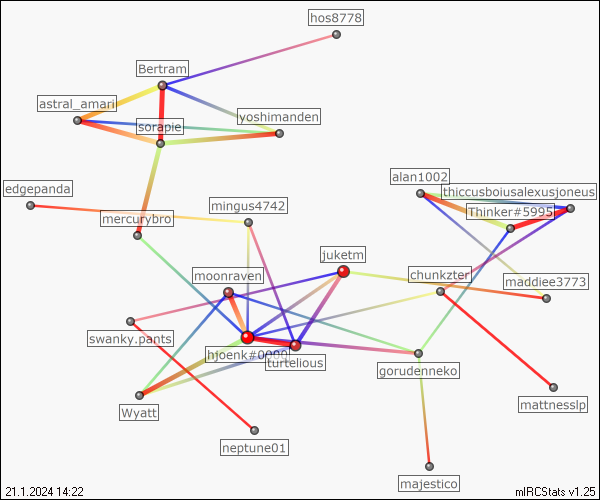 hos8778
Bertram
astral_amari
yoshimanden
sorapie
alan1002
edgepanda
thiccusboiusalexusjoneus
mingus4742
Thinker#5995
mercurybro
juketm
moonraven
chunkzter
maddiee3773
swanky.pants
hjoenk#0000
turtelious
gorudenneko
Wyatt
mattnesslp
neptune01
majestico
21.1.2024 14:22
mIRCStats v1.25